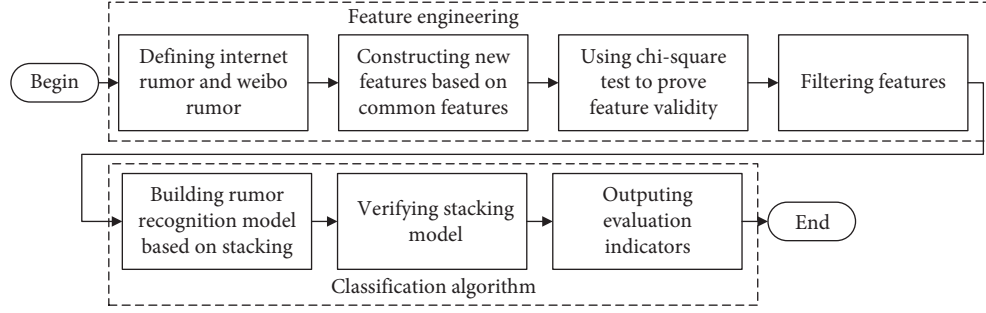 Feature engineering
Begin
Defining internet
rumor and weibo
rumor
Constructing new
features based on
common features
Using chi-square
test to prove
feature validity
Filtering features
Building rumor
recognition model
based on stacking
Verifying stacking
model
Outputing
evaluation
indicators
End
Classification algorithm